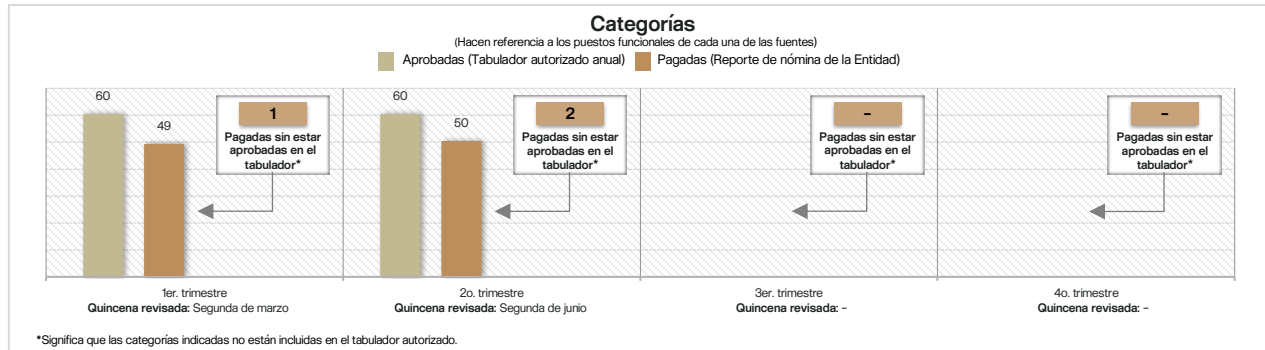 Categorías
(Hacen referencia a los puestos funcionales de cada una de las fuentes)
Aprobadas (Tabulador autorizado anual) Pagadas (Reporte de nómina de la Entidad)
60
49
1
Pagadas sin estar
aprobadas en el
tabulador*
60
50
2
Pagadas sin estar
aprobadas en el
tabulador*
–
Pagadas sin estar
aprobadas en el
tabulador*
–
Pagadas sin estar
aprobadas en el
tabulador*
1er. trimestre
Quincena revisada: Segunda de marzo
2o. trimestre
Quincena revisada: Segunda de junio
3er. trimestre
Quincena revisada: –
4o. trimestre
Quincena revisada: –
*Significa que las categorías indicadas no están incluidas en el tabulador autorizado.